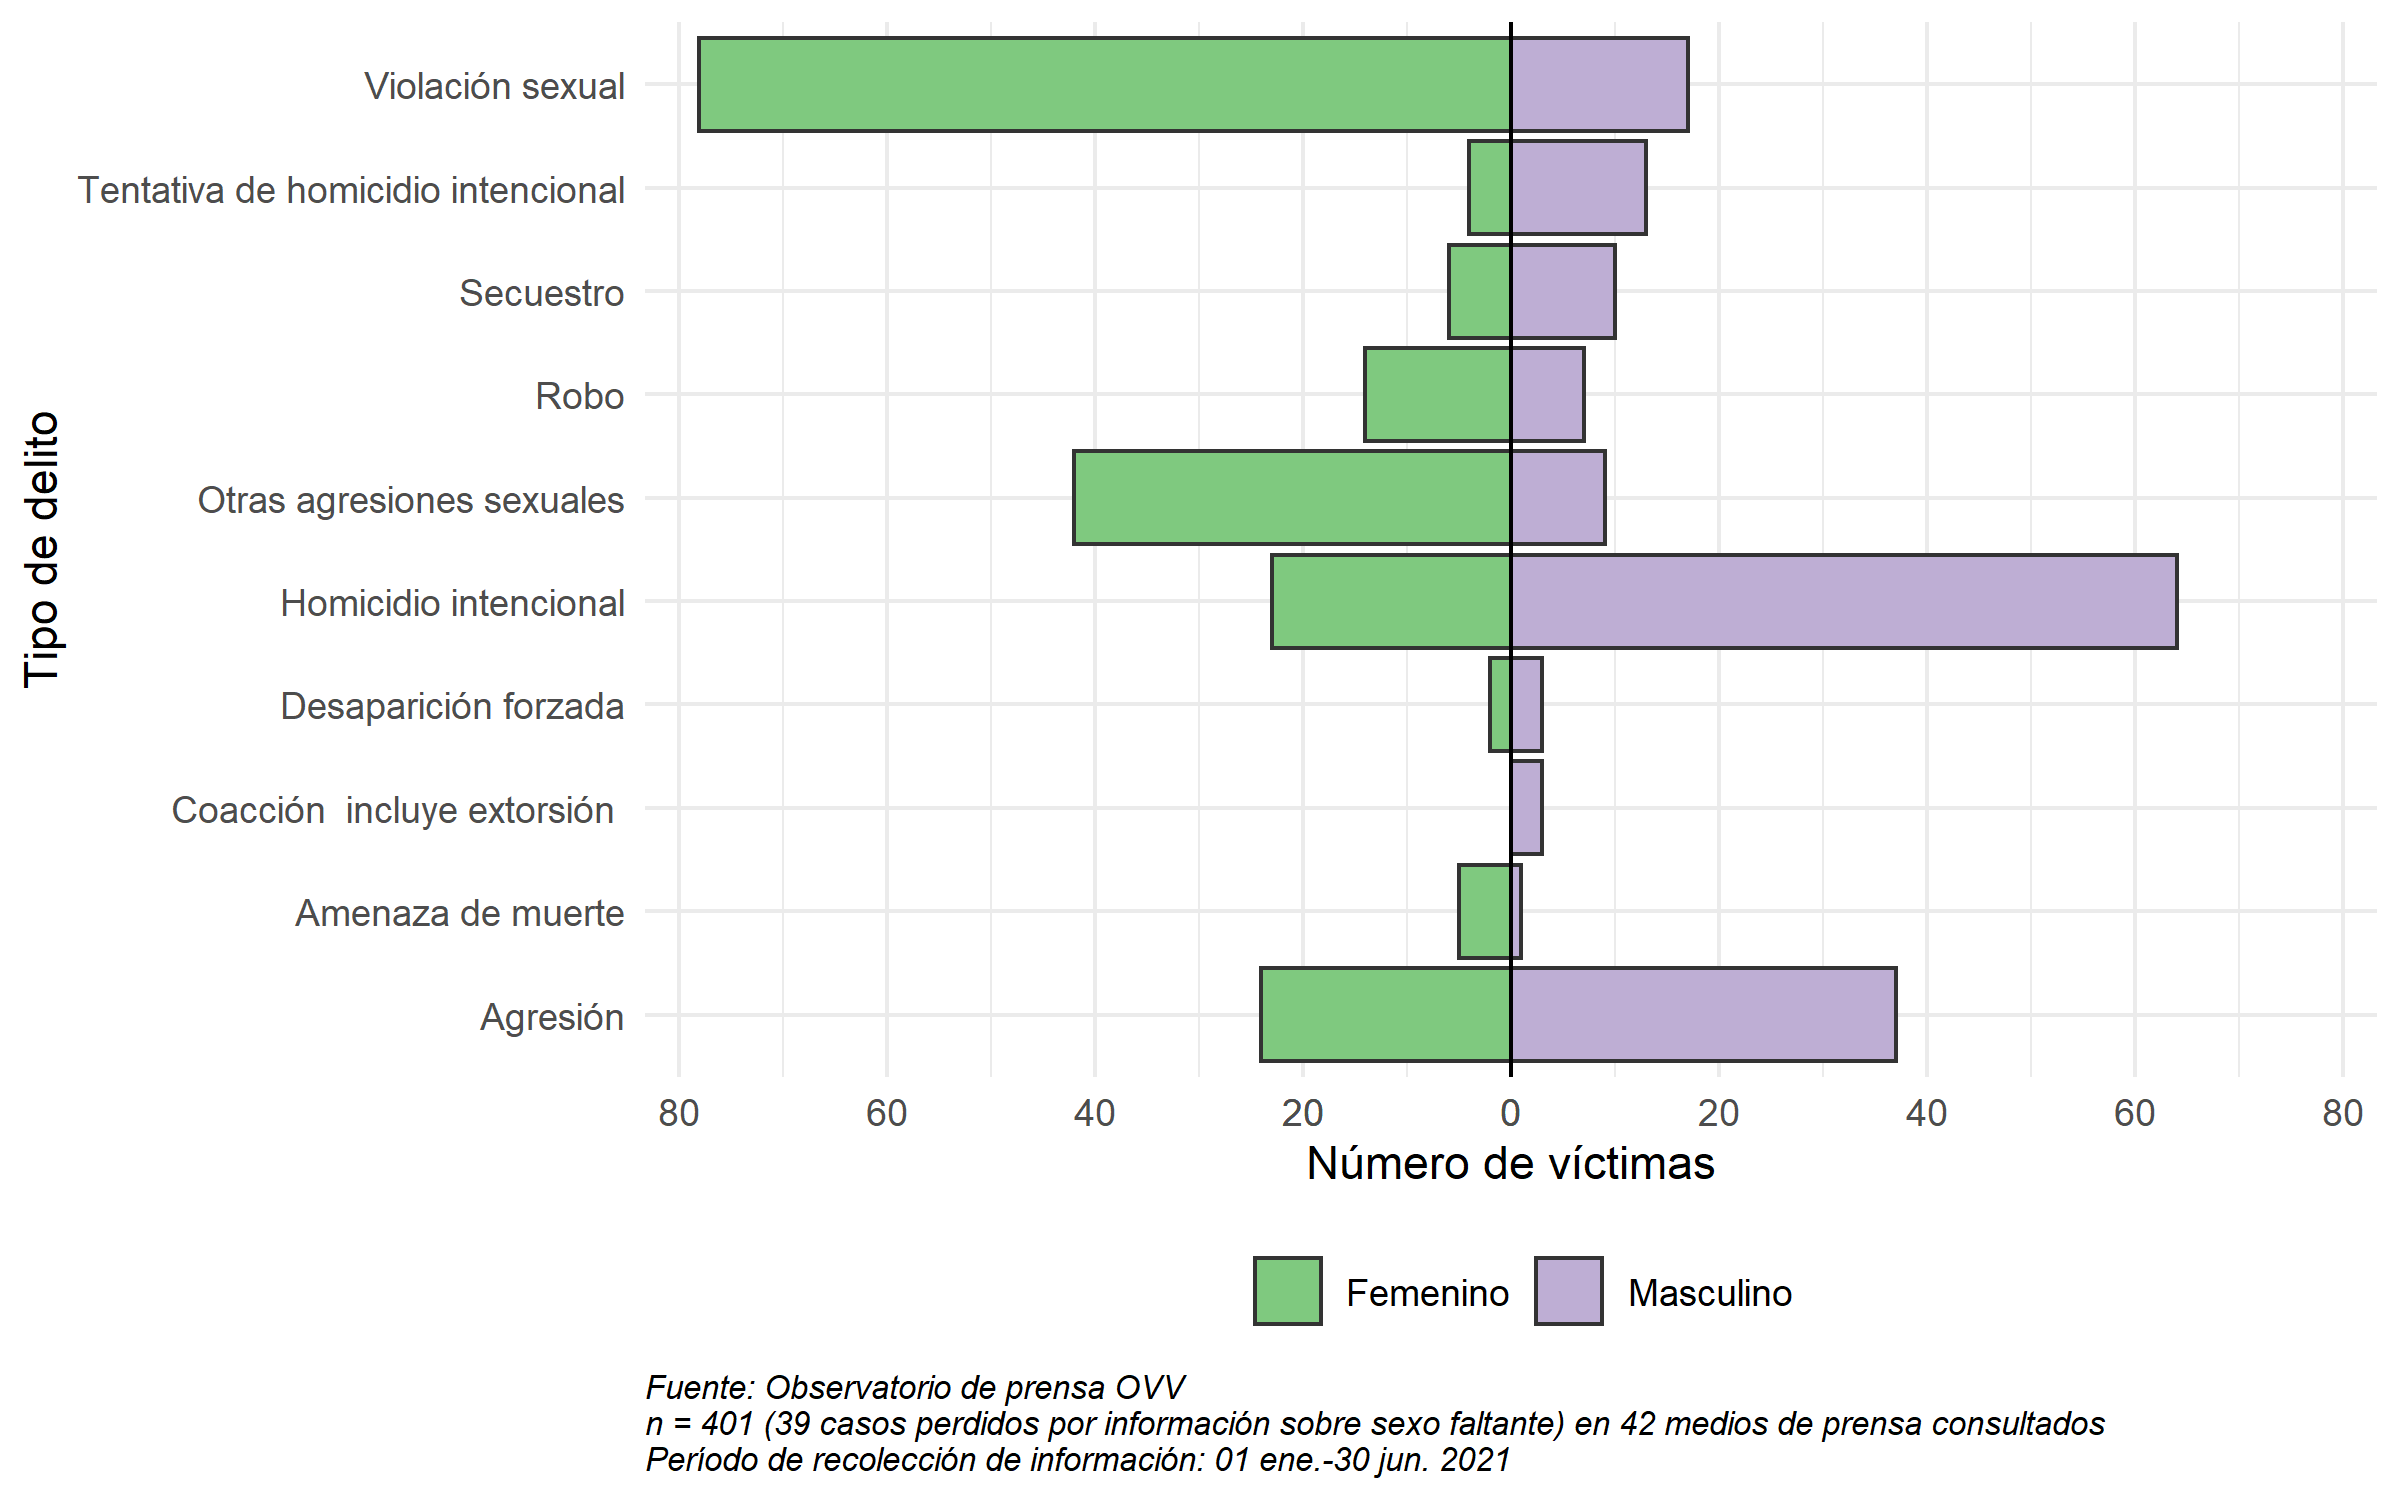 Tipo de delito
Violación sexual
Tentativa de homicidio intencional
Secuestro
Robo
Otras agresiones sexuales
Homicidio intencional
Desaparición forzada
Coacción  incluye extorsión
Amenaza de muerte
Agresión
80 60 40 20 0 20 40 60 80
Número de víctimas
Femenino Masculino
Fuente: Observatorio de prensa OVV
n = 401 (39 casos perdidos por información sobre sexo faltante) en 42 medios de prensa consultados
Período de recolección de información: 01 ene.-30 jun. 2021